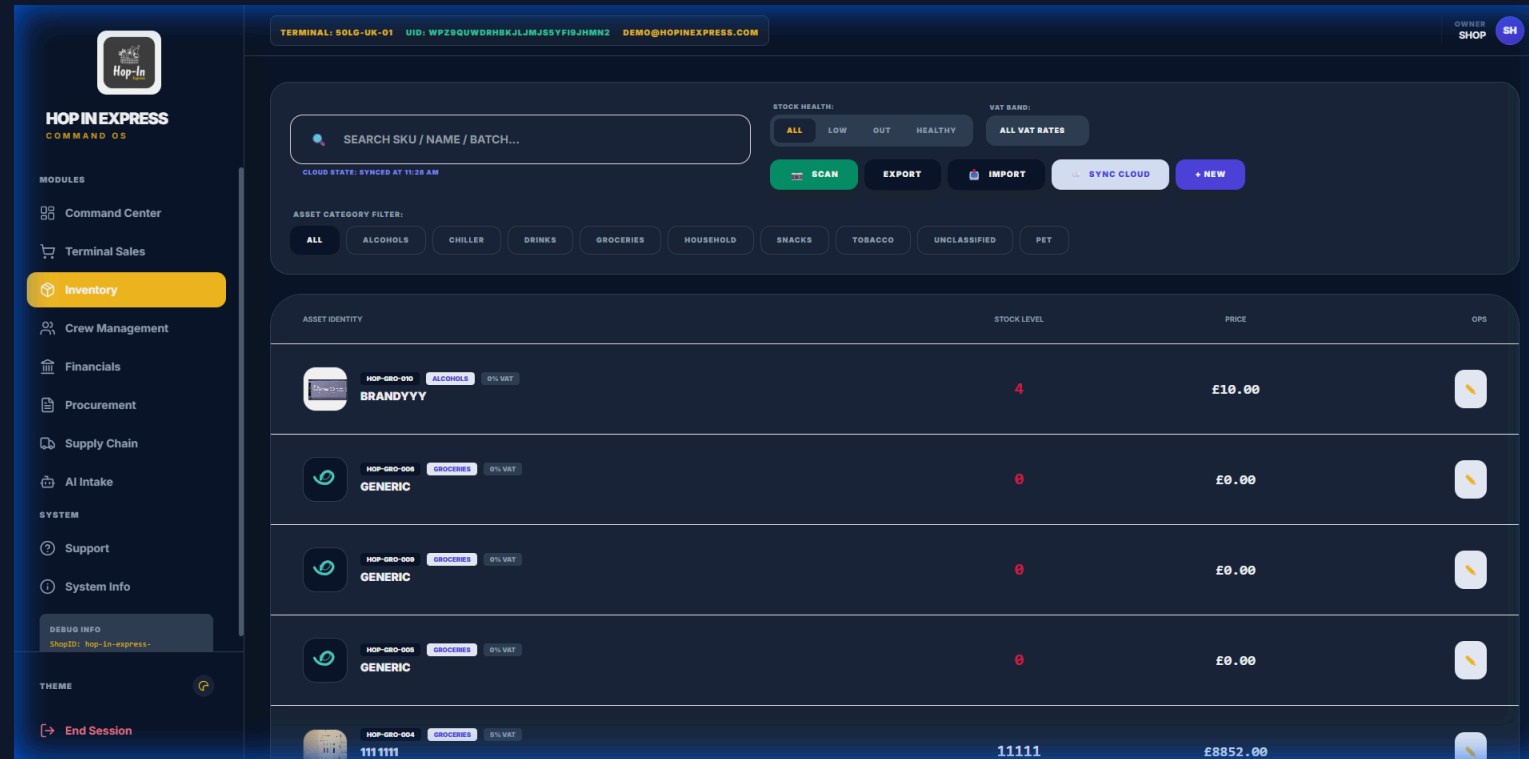 Hop-In
HOP IN EXPRESS
COMMAND OS
MODULES
Command Center
Terminal Sales
Inventory
Crew Management
Financials
Procurement
Supply Chain
AI Intake
SYSTEM
Support
System Info
DEBUG INFO
ShopID: hop-in-express-
THEME
End Session
TERMINAL: 50LG-UK-01 DEMO@HOPINEXPRESS.COM
OWNER
SHOP
SH
SEARCH SKU / NAME / BATCH...
CLOUD STATE: SYNCED AT 11:28 AM
STOCK HEALTH:
ALL LOW OUT HEALTHY
VAT BAND:
ALL VAT RATES
SCAN EXPORT IMPORT SYNC CLOUD + NEW
ASSET CATEGORY FILTER:
ALL ALCOHOLS CHILLER DRINKS GROCERIES HOUSEHOLD SNACKS TOBACCO UNCLASSIFIED PET
ASSET IDENTITY STOCK LEVEL PRICE OPS
HOP-GRO-010 ALCOHOLS 0% VAT
BRANDYYY 4 £10.00
HOP-GRO-006 GROCERIES 0% VAT
GENERIC 0 £0.00
HOP-GRO-009 GROCERIES 0% VAT
GENERIC 0 £0.00
HOP-GRO-005 GROCERIES 0% VAT
GENERIC 0 £0.00
HOP-GRO-004 GROCERIES 5% VAT
111 1111 11111 £8852.00